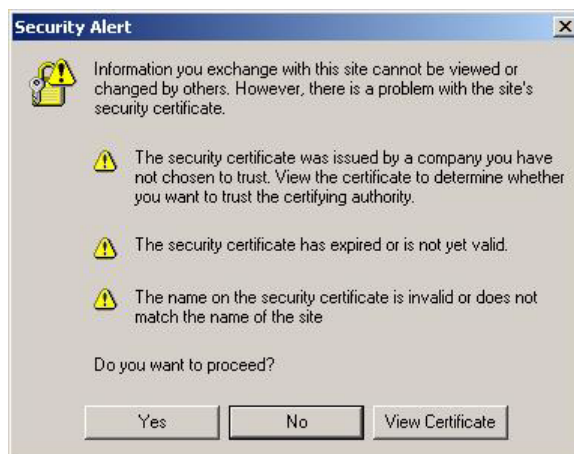 Security Alert
Information you exchange with this site cannot be viewed or
changed by others. However, there is a problem with the site's
security certificate.
The security certificate was issued by a company you have
not chosen to trust. View the certificate to determine whether
you want to trust the certifying authority.
The security certificate has expired or is not yet valid.
The name on the security certificate is invalid or does not
match the name of the site
Do you want to proceed?
Yes No View Certificate